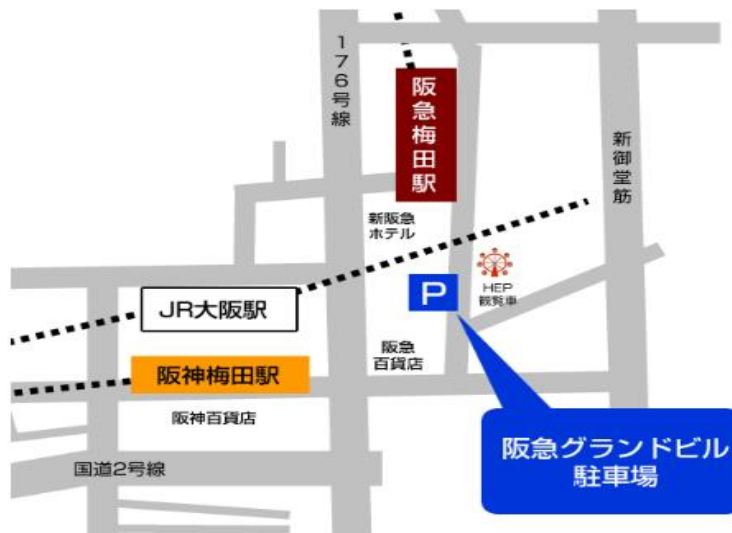 176号線
阪急梅田駅
新御堂筋
新阪急
ホテル
HEP
観覧車
P
JR大阪駅
阪急
百貨店
阪神梅田駅
阪神百貨店
阪急グランドビル
駐車場
国道2号線